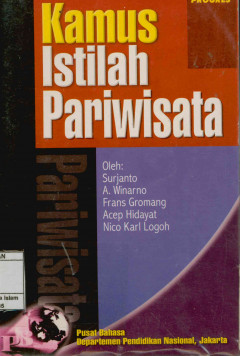 PROGRES
Kamus
Istilah
Pariwisata
Pariwisata
Oleh:
Surjanto
A. Winarno
Frans Gromang
Acep Hidayat
Nico Karl Logoh
Pusat Bahasa
Departemen Pendidikan Nasional, Jakarta